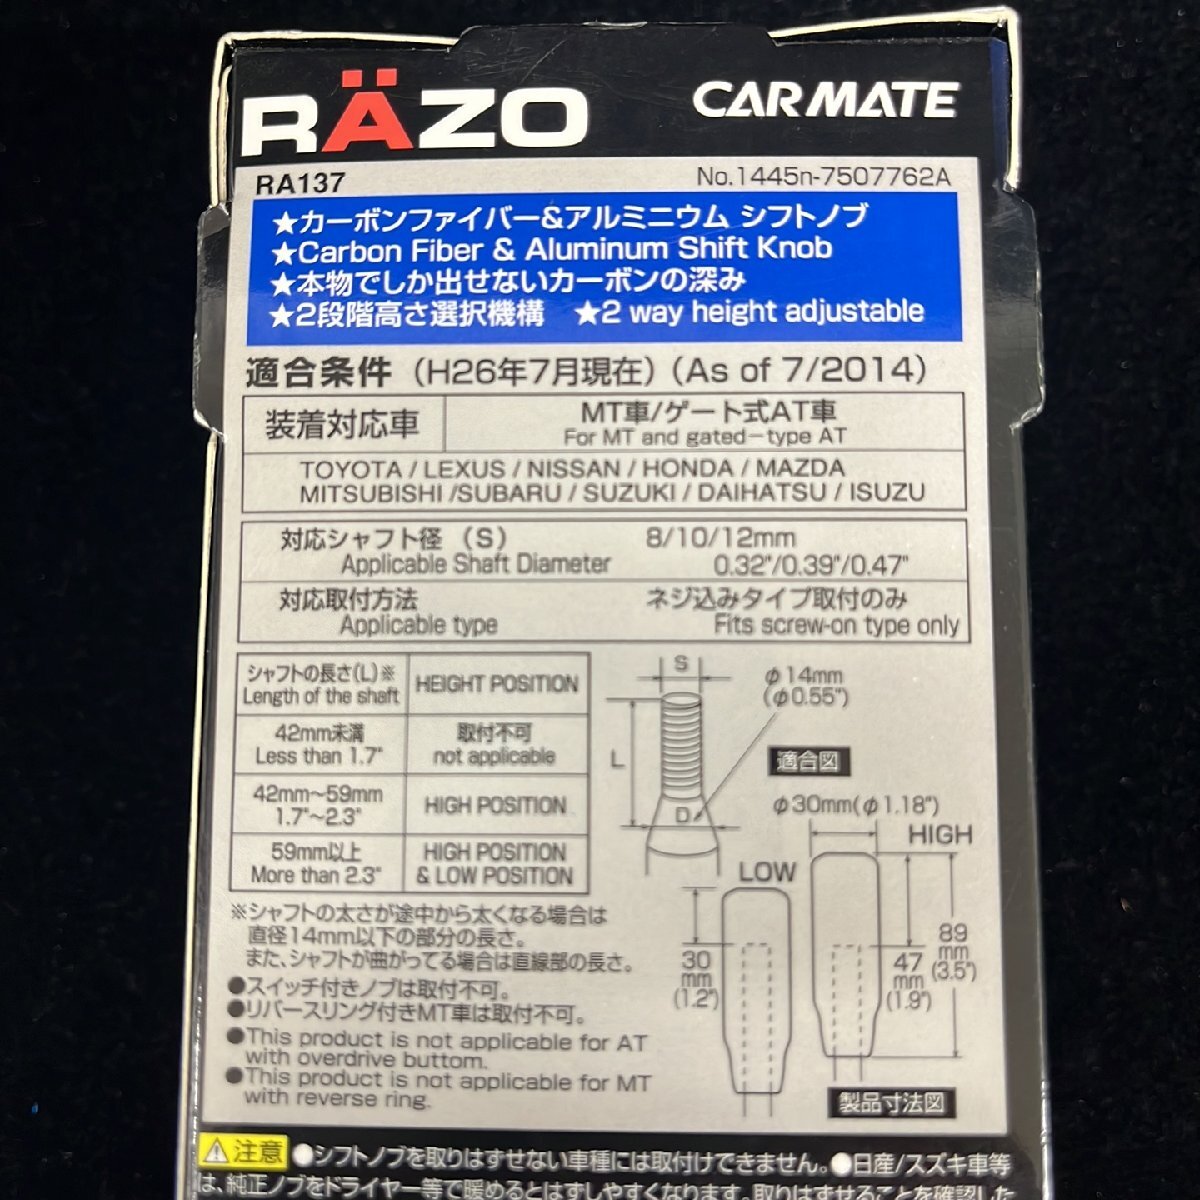 RÄZO
CARMATE
RA137
No.1445n-7507762A
★カーボンファイバー&アルミニウム シフトノブ
★Carbon Fiber & Aluminum Shift Knob
★本物でしか出せないカーボンの深み
★2段階高さ選択機構 ★2 way height adjustable
適合条件 (H26年7月現在) (As of 7/2014)
装着対応車
MT車/ゲート式AT車
For MT and gated-type AT
TOYOTA / LEXUS / NISSAN / HONDA / MAZDA
MITSUBISHI /SUBARU / SUZUKI / DAIHATSU / ISUZU
対応シャフト径 (S) 8/10/12mm
Applicable Shaft Diameter 0.32"/0.39"/0.47"
対応取付方法 ネジ込みタイプ取付のみ
Applicable type Fits screw-on type only
シャフトの長さ(L)※
Length of the shaft
HEIGHT POSITION
42mm未満
Less than 1.7"
取付不可
not applicable
42mm~59mm
1.7"~2.3"
HIGH POSITION
59mm以上
More than 2.3"
HIGH POSITION
& LOW POSITION
S
φ14mm
(φ0.55")
L
適合図
D
φ30mm(φ1.18")
HIGH
LOW
30
mm
(1.2")
47
mm
(1.9")
89
mm
(3.5")
製品寸法図
※シャフトの太さが途中から太くなる場合は
直径14mm以下の部分の長さ。
また、シャフトが曲がってる場合は直線部の長さ。
●スイッチ付きノブは取付不可。
●リバースリング付きMT車は取付不可。
●This product is not applicable for AT
with overdrive buttom.
●This product is not applicable for MT
with reverse ring.
注意 ●シフトノブを取りはずせない車種には取付けできません。●日産/スズキ車等
は、純正ノブをドライヤー等で暖めるとはずしやすくなります。取りはずせることを確認した